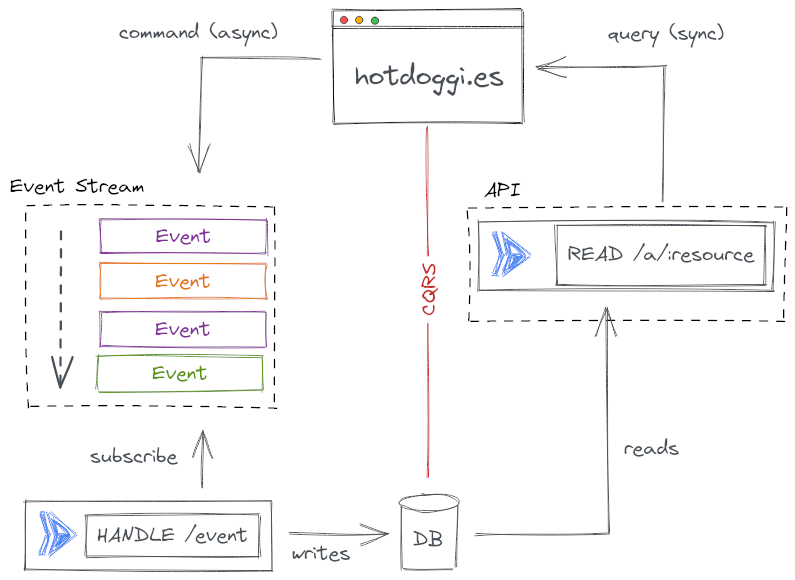 command (async)
query (sync)
hotdoggi.es
Event Stream
API
Event
READ /a/:resource
Event
CQRS
Event
Event
subscribe
reads
HANDLE /event
writes
DB